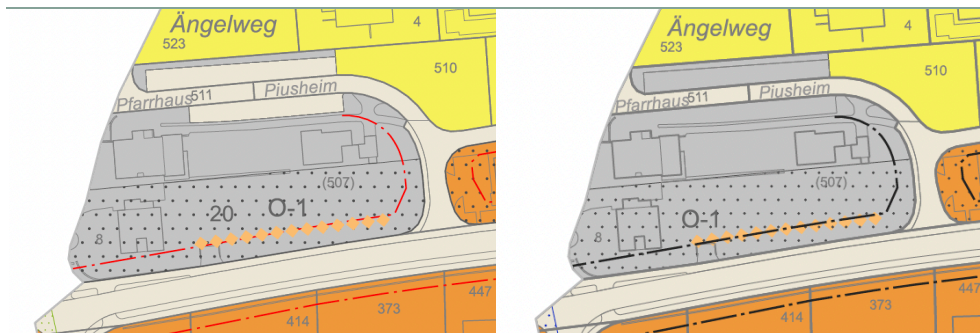 Ängelweg
4
523
510
Pfarrhaus
511
Piusheim
(507)
20
O-1
8
447
373
414
Ängelweg
4
523
510
Pfarrhaus
511
Piusheim
(507)
O-1
8
447
373
414